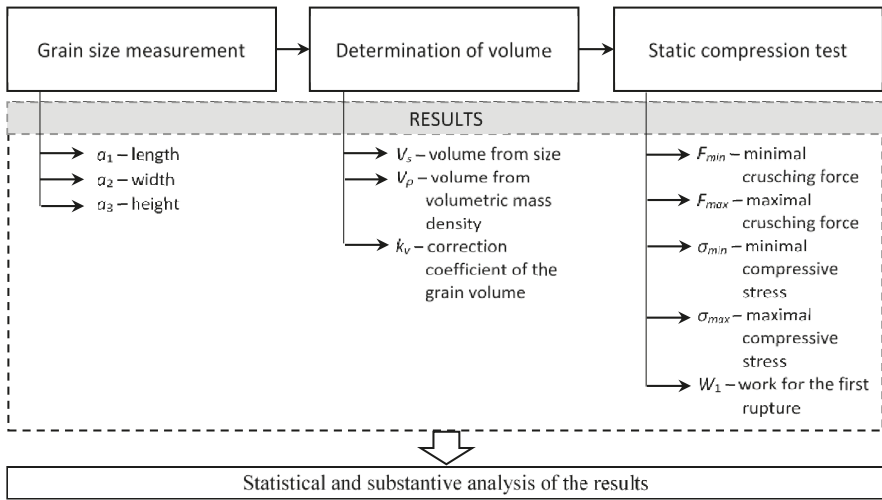 Grain size measurement
Determination of volume
Static compression test
RESULTS
a₁ – length
a₂ – width
a₃ – height
Vₛ – volume from size
Vᵨ – volume from
volumetric mass
density
kᵥ – correction
coefficient of the
grain volume
Fmin – minimal
crusching force
Fmax – maximal
crusching force
σmin – minimal
compressive
stress
σmax – maximal
compressive
stress
W₁ – work for the first
rupture
Statistical and substantive analysis of the results